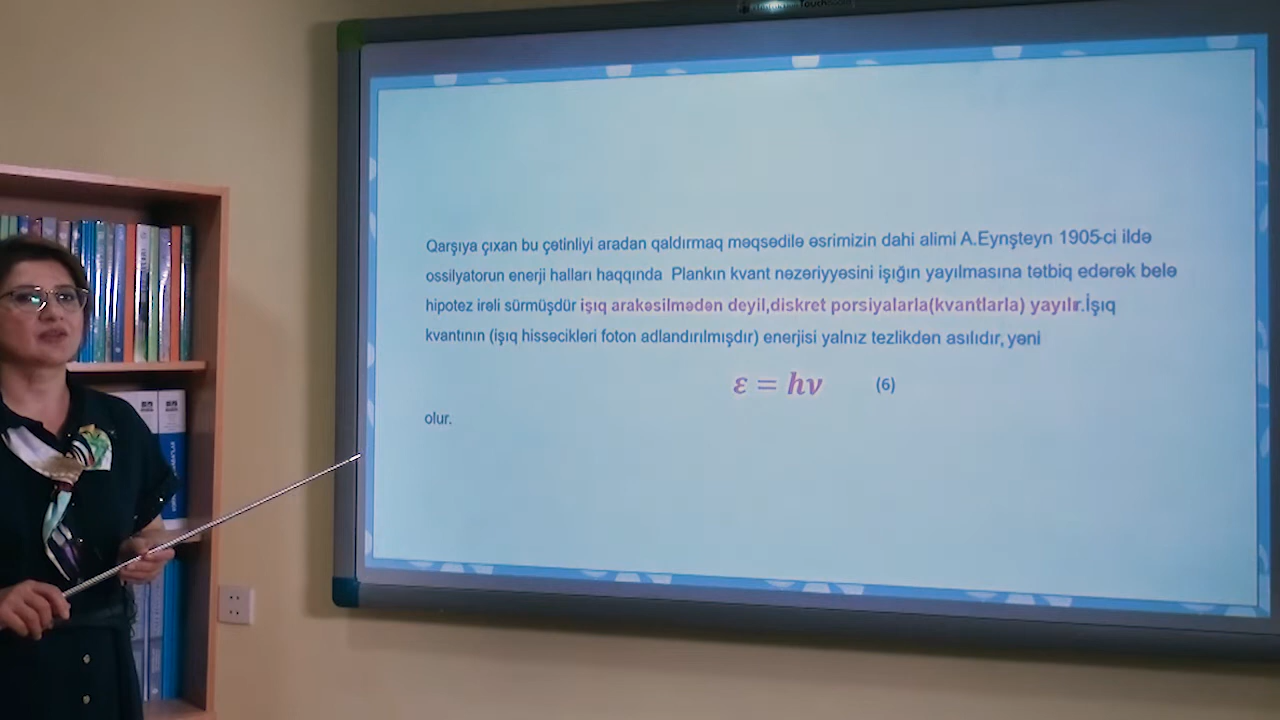 Qarşıya çıxan bu çətinliyi aradan qaldırmaq məqsədilə əsrimizin dahi alimi A.Eynşteyn 1905-ci ildə
ossilyatorun enerji halları haqqında Plankın kvant nəzəriyyəsini işığın yayılmasına tətbiq edərək belə
hipotez irəli sürmüşdür işıq arakəsilmədən deyil,diskret porsiyalarla(kvantlarla) yayılır.İşıq
kvantının (işıq hissəcikləri foton adlandırılmışdır) enerjisi yalnız tezlikdən asılıdır, yəni
ε = hν (6)
olur.